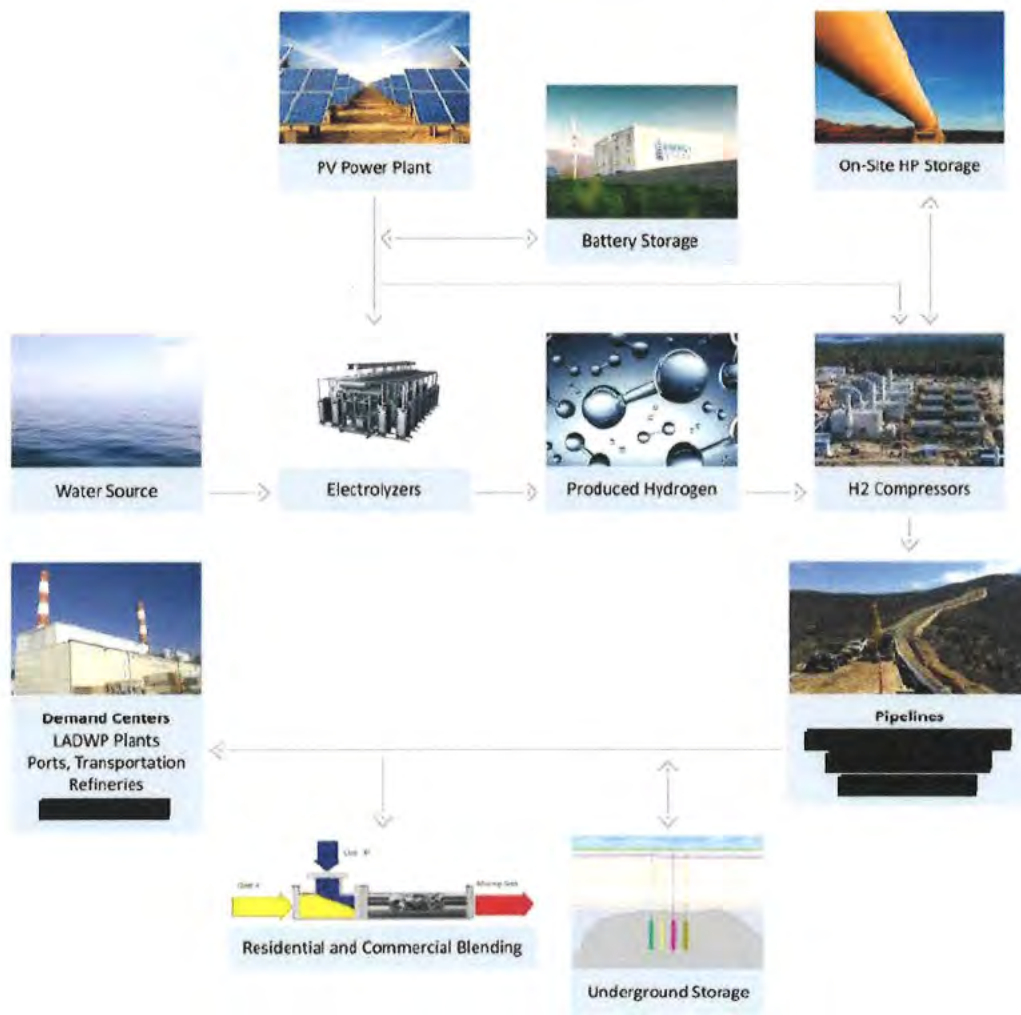 PV Power Plant
Battery Storage
On-Site HP Storage
Water Source
Electrolyzers
Produced Hydrogen
H2 Compressors
Demand Centers
LADWP Plants
Ports, Transportation
Refineries
Pipelines
Residential and Commercial Blending
Underground Storage